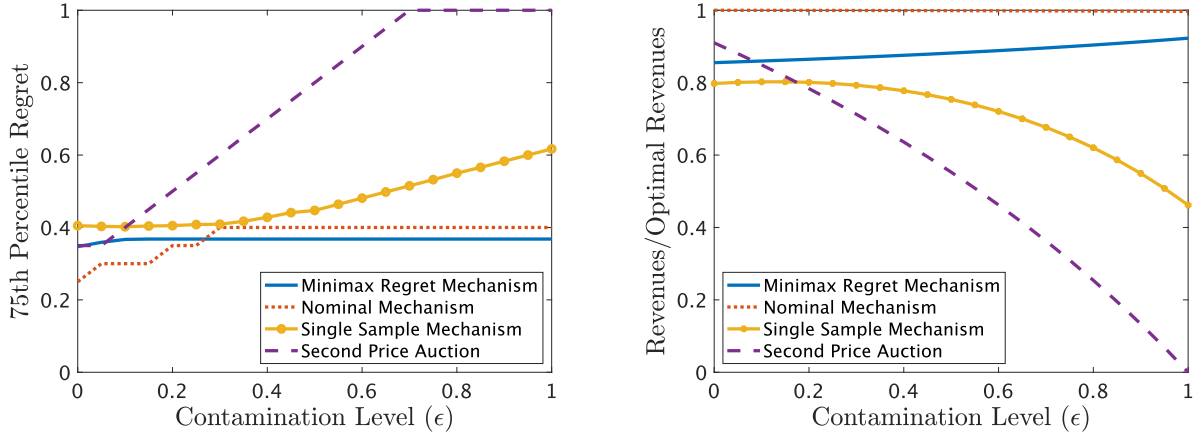 75th Percentile Regret
1
0.8
0.6
0.4
0.2
0
0
0.2
0.4
0.6
0.8
1
Contamination Level (ϵ)
Minimax Regret Mechanism
Nominal Mechanism
Single Sample Mechanism
Second Price Auction
Revenues/Optimal Revenues
1
0.8
0.6
0.4
0.2
0
0
0.2
0.4
0.6
0.8
1
Contamination Level (ϵ)
Minimax Regret Mechanism
Nominal Mechanism
Single Sample Mechanism
Second Price Auction